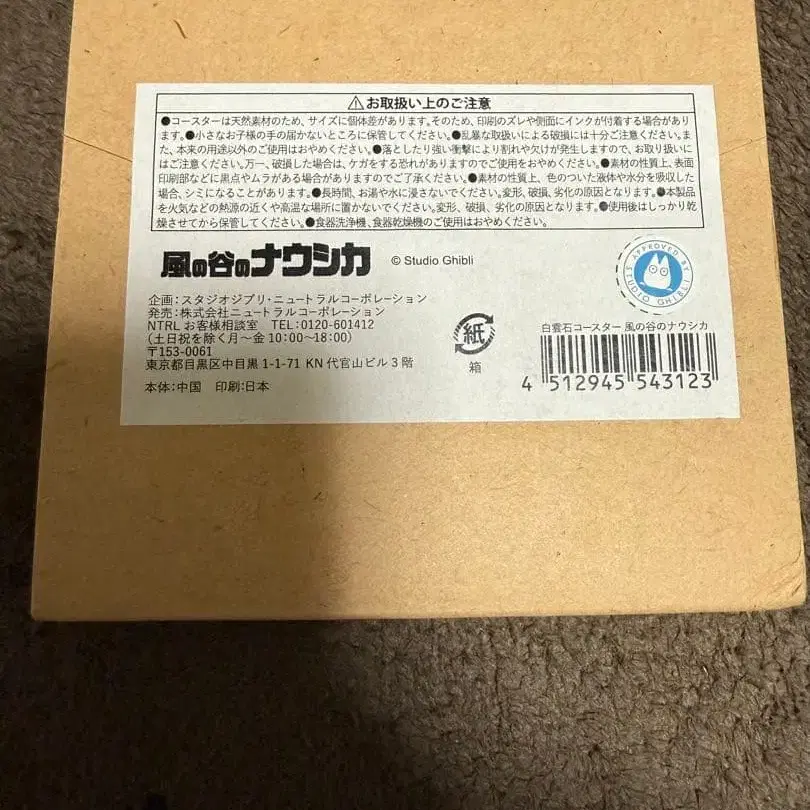 ⚠お取扱い上のご注意
●コースターは天然素材のため、サイズに個体差があります。そのため、印刷のズレや側面にインクが付着する場合があり
ます。●小さなお子様の手の届かないところに保管してください。●乱暴な取扱いによる破損には十分ご注意ください。ま
た、本来の用途以外のご使用はおやめください。●落としたり強い衝撃により割れや欠けが発生しますので、お取り扱いに
はご注意ください。万一、破損した場合は、ケガをする恐れがありますのでご使用をおやめください。●素材の性質上、表面
印刷部などに黒点やムラがある場合がありますのでご了承ください。●素材の性質上、色のついた液体や水分を吸収した
場合、シミになることがあります。●長時間、お湯や水に浸さないでください。変形、破損、劣化の原因となります。●本製品
を火気などの熱源の近くや高温な場所に置かないでください。変形、破損、劣化の原因となります。●使用後はしっかり乾
燥させてから保管してください。●食器洗浄機、食器乾燥機のご使用はおやめください。
風の谷のナウシカ © Studio Ghibli
APPROVED BY
STUDIO GHIBLI
企画:スタジオジブリ・ニュートラルコーポレーション
発売:株式会社ニュートラルコーポレーション
NTRL お客様相談室 TEL:0120-601412
(土日祝を除く月〜金 10:00〜18:00)
〒153-0061
東京都目黒区中目黒 1-1-71 KN 代官山ビル 3 階
本体:中国 印刷:日本
紙
箱
白雲石コースター 風の谷のナウシカ
4 512945 543123